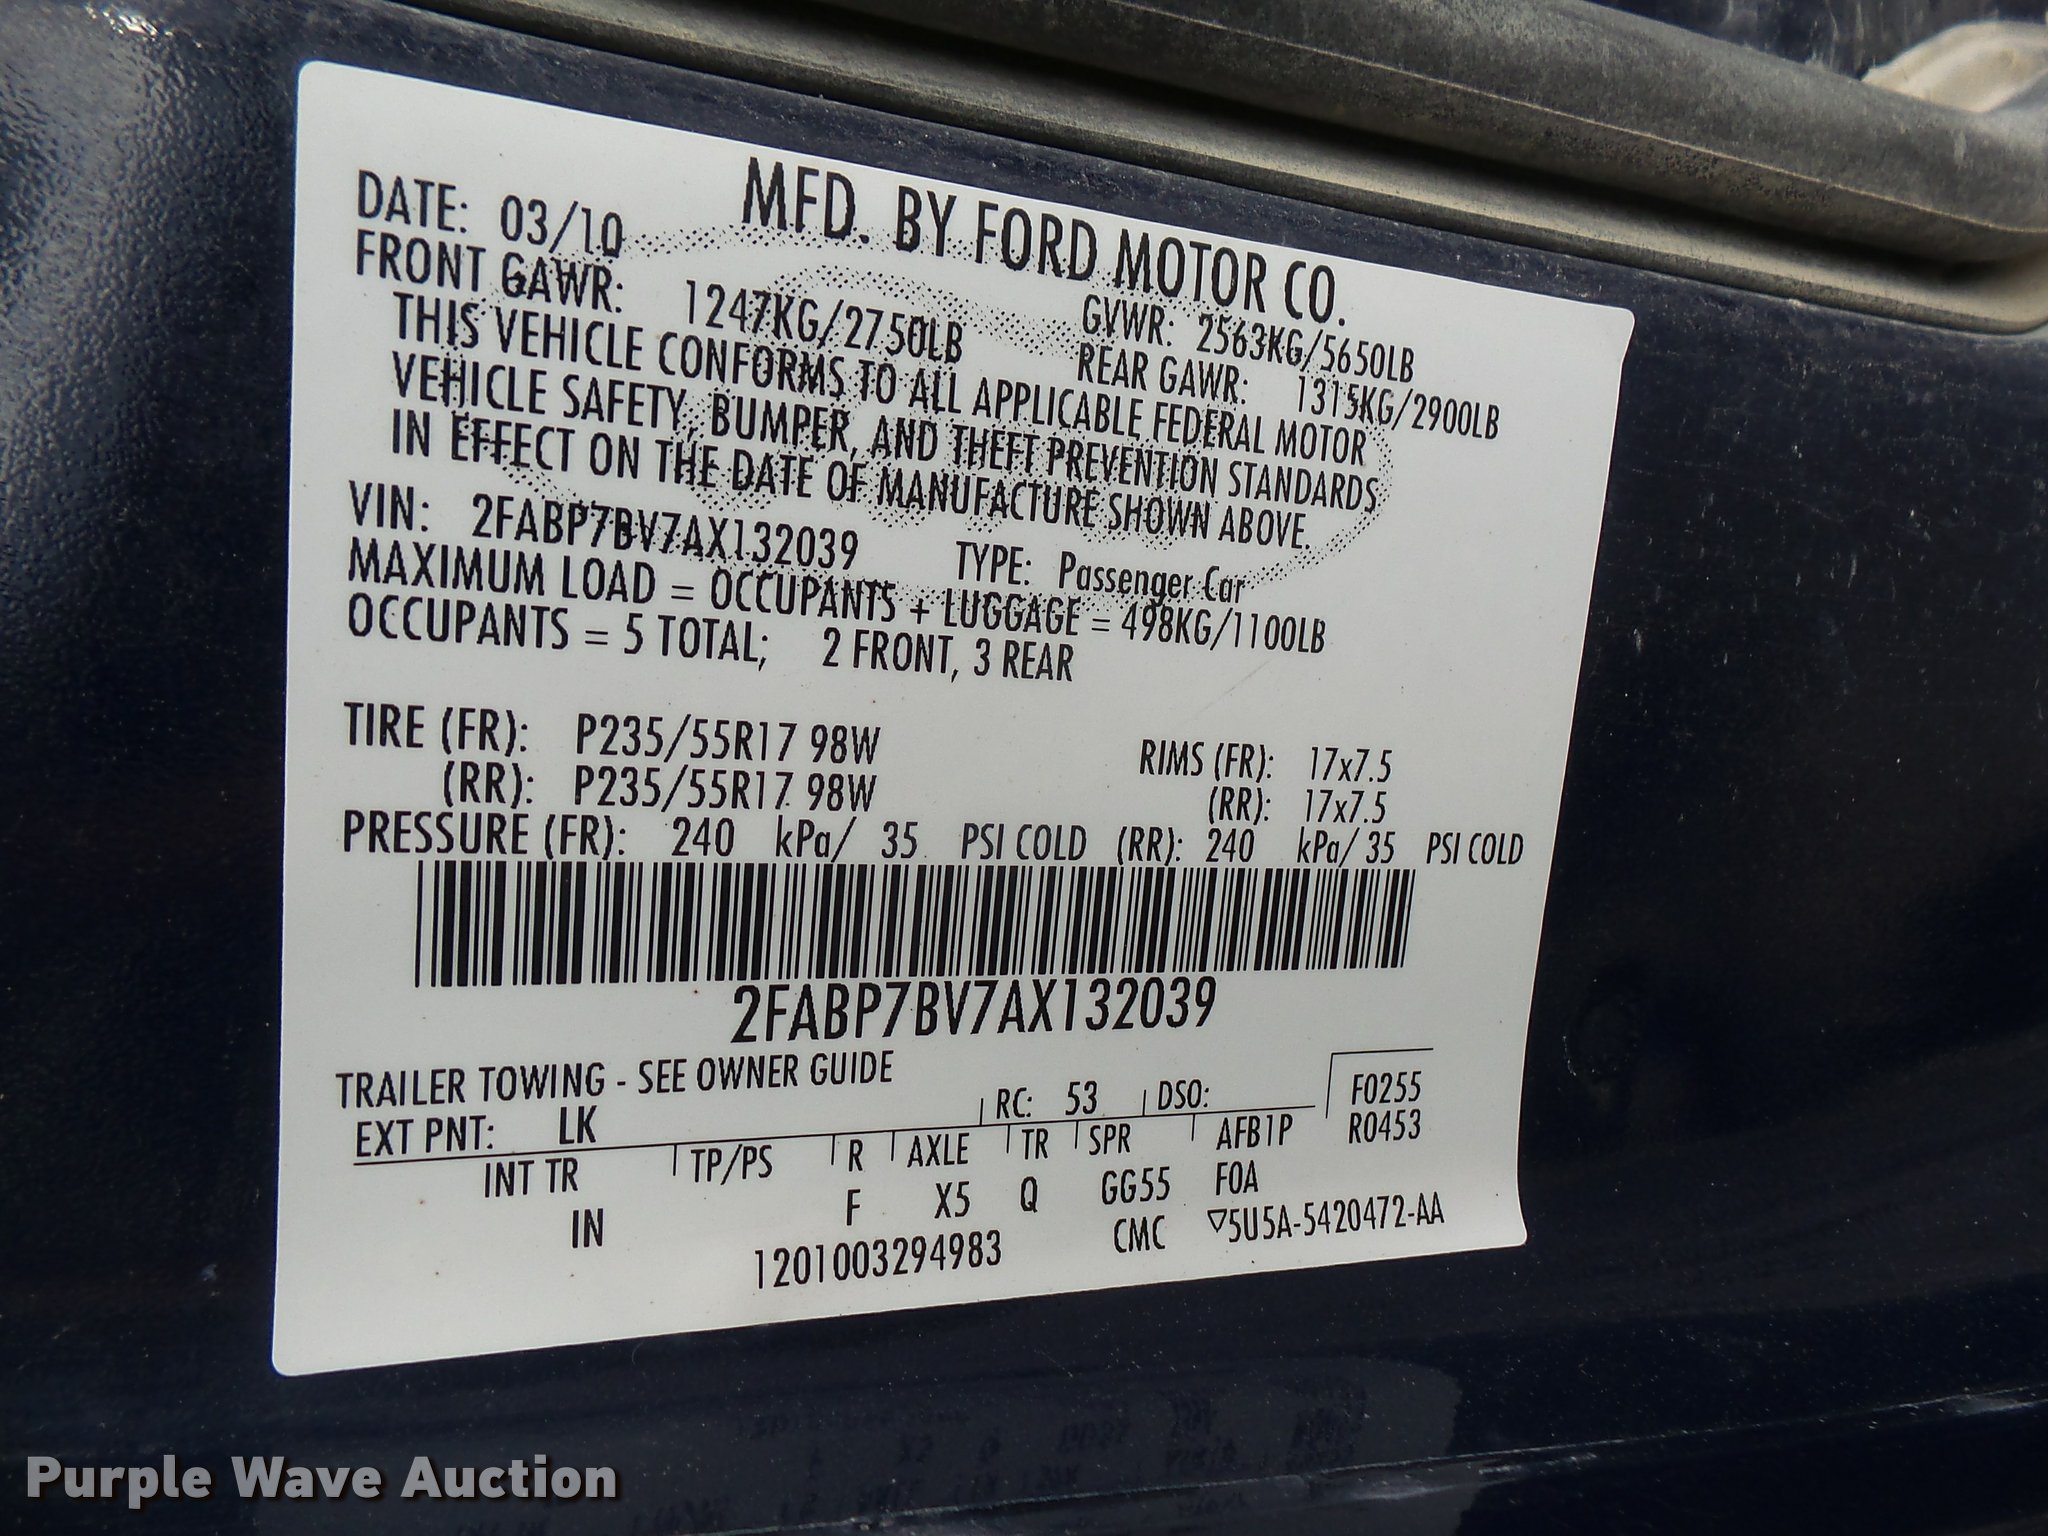 MFD. BY FORD MOTOR CO.
DATE: 03/10 GVWR: 2563KG/5650LB
FRONT GAWR: 1247KG/2750LB REAR GAWR: 1315KG/2900LB
THIS VEHICLE CONFORMS TO ALL APPLICABLE FEDERAL MOTOR
VEHICLE SAFETY, BUMPER, AND THEFT PREVENTION STANDARDS
IN EFFECT ON THE DATE OF MANUFACTURE SHOWN ABOVE.
VIN: 2FABP7BV7AX132039 TYPE: Passenger Car
MAXIMUM LOAD = OCCUPANTS + LUGGAGE = 498KG/1100LB
OCCUPANTS = 5 TOTAL; 2 FRONT, 3 REAR
TIRE (FR): P235/55R17 98W RIMS (FR): 17x7.5
(RR): P235/55R17 98W (RR): 17x7.5
PRESSURE (FR): 240 kPa/ 35 PSI COLD (RR): 240 kPa/ 35 PSI COLD
2FABP7BV7AX132039
TRAILER TOWING - SEE OWNER GUIDE
EXT PNT: LK RC: 53 DSO: F0255
INT TR TP/PS R AXLE TR SPR AFB1P R0453
IN F X5 Q GG55 FOA
1201003294983 CMC ▽5U5A-5420472-AA
Purple Wave Auction